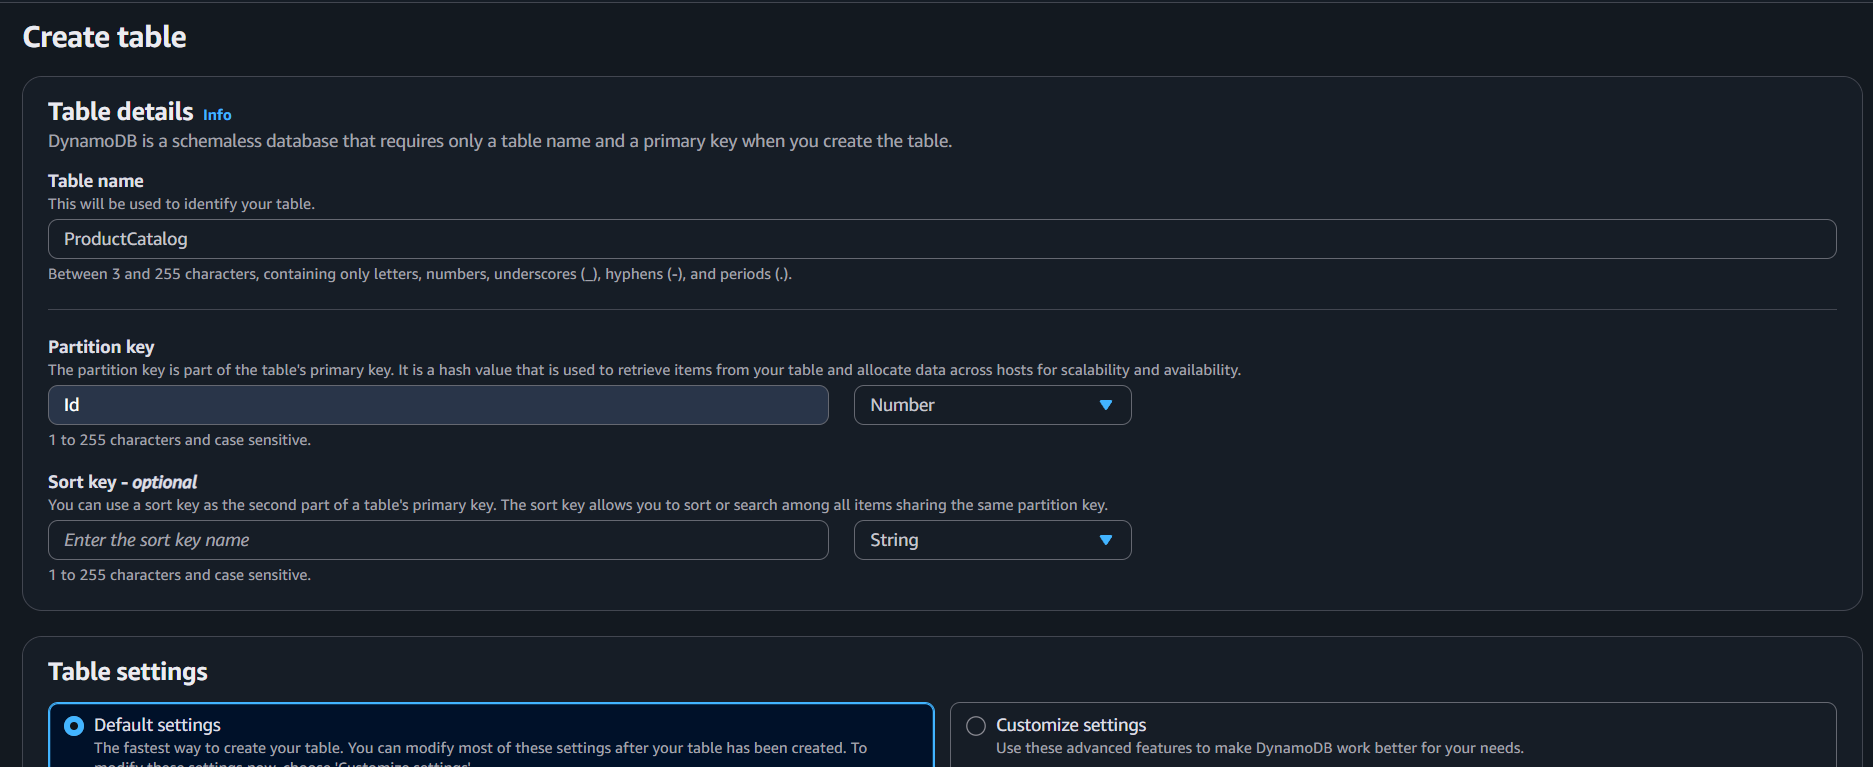 Create table
Table details Info
DynamoDB is a schemaless database that requires only a table name and a primary key when you create the table.
Table name
This will be used to identify your table.
ProductCatalog
Between 3 and 255 characters, containing only letters, numbers, underscores (_), hyphens (-), and periods (.).
Partition key
The partition key is part of the table's primary key. It is a hash value that is used to retrieve items from your table and allocate data across hosts for scalability and availability.
Id Number
1 to 255 characters and case sensitive.
Sort key - optional
You can use a sort key as the second part of a table's primary key. The sort key allows you to sort or search among all items sharing the same partition key.
Enter the sort key name String
1 to 255 characters and case sensitive.
Table settings
Default settings
The fastest way to create your table. You can modify most of these settings after your table has been created. To
modify these settings now, choose 'Customize settings'.
Customize settings
Use these advanced features to make DynamoDB work better for your needs.